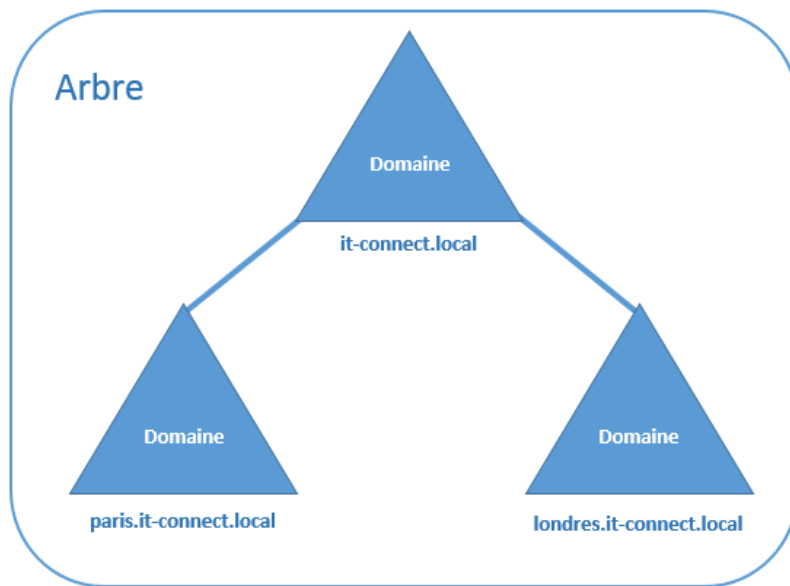 Arbre
Domaine
it-connect.local
Domaine
Domaine
paris.it-connect.local
londres.it-connect.local